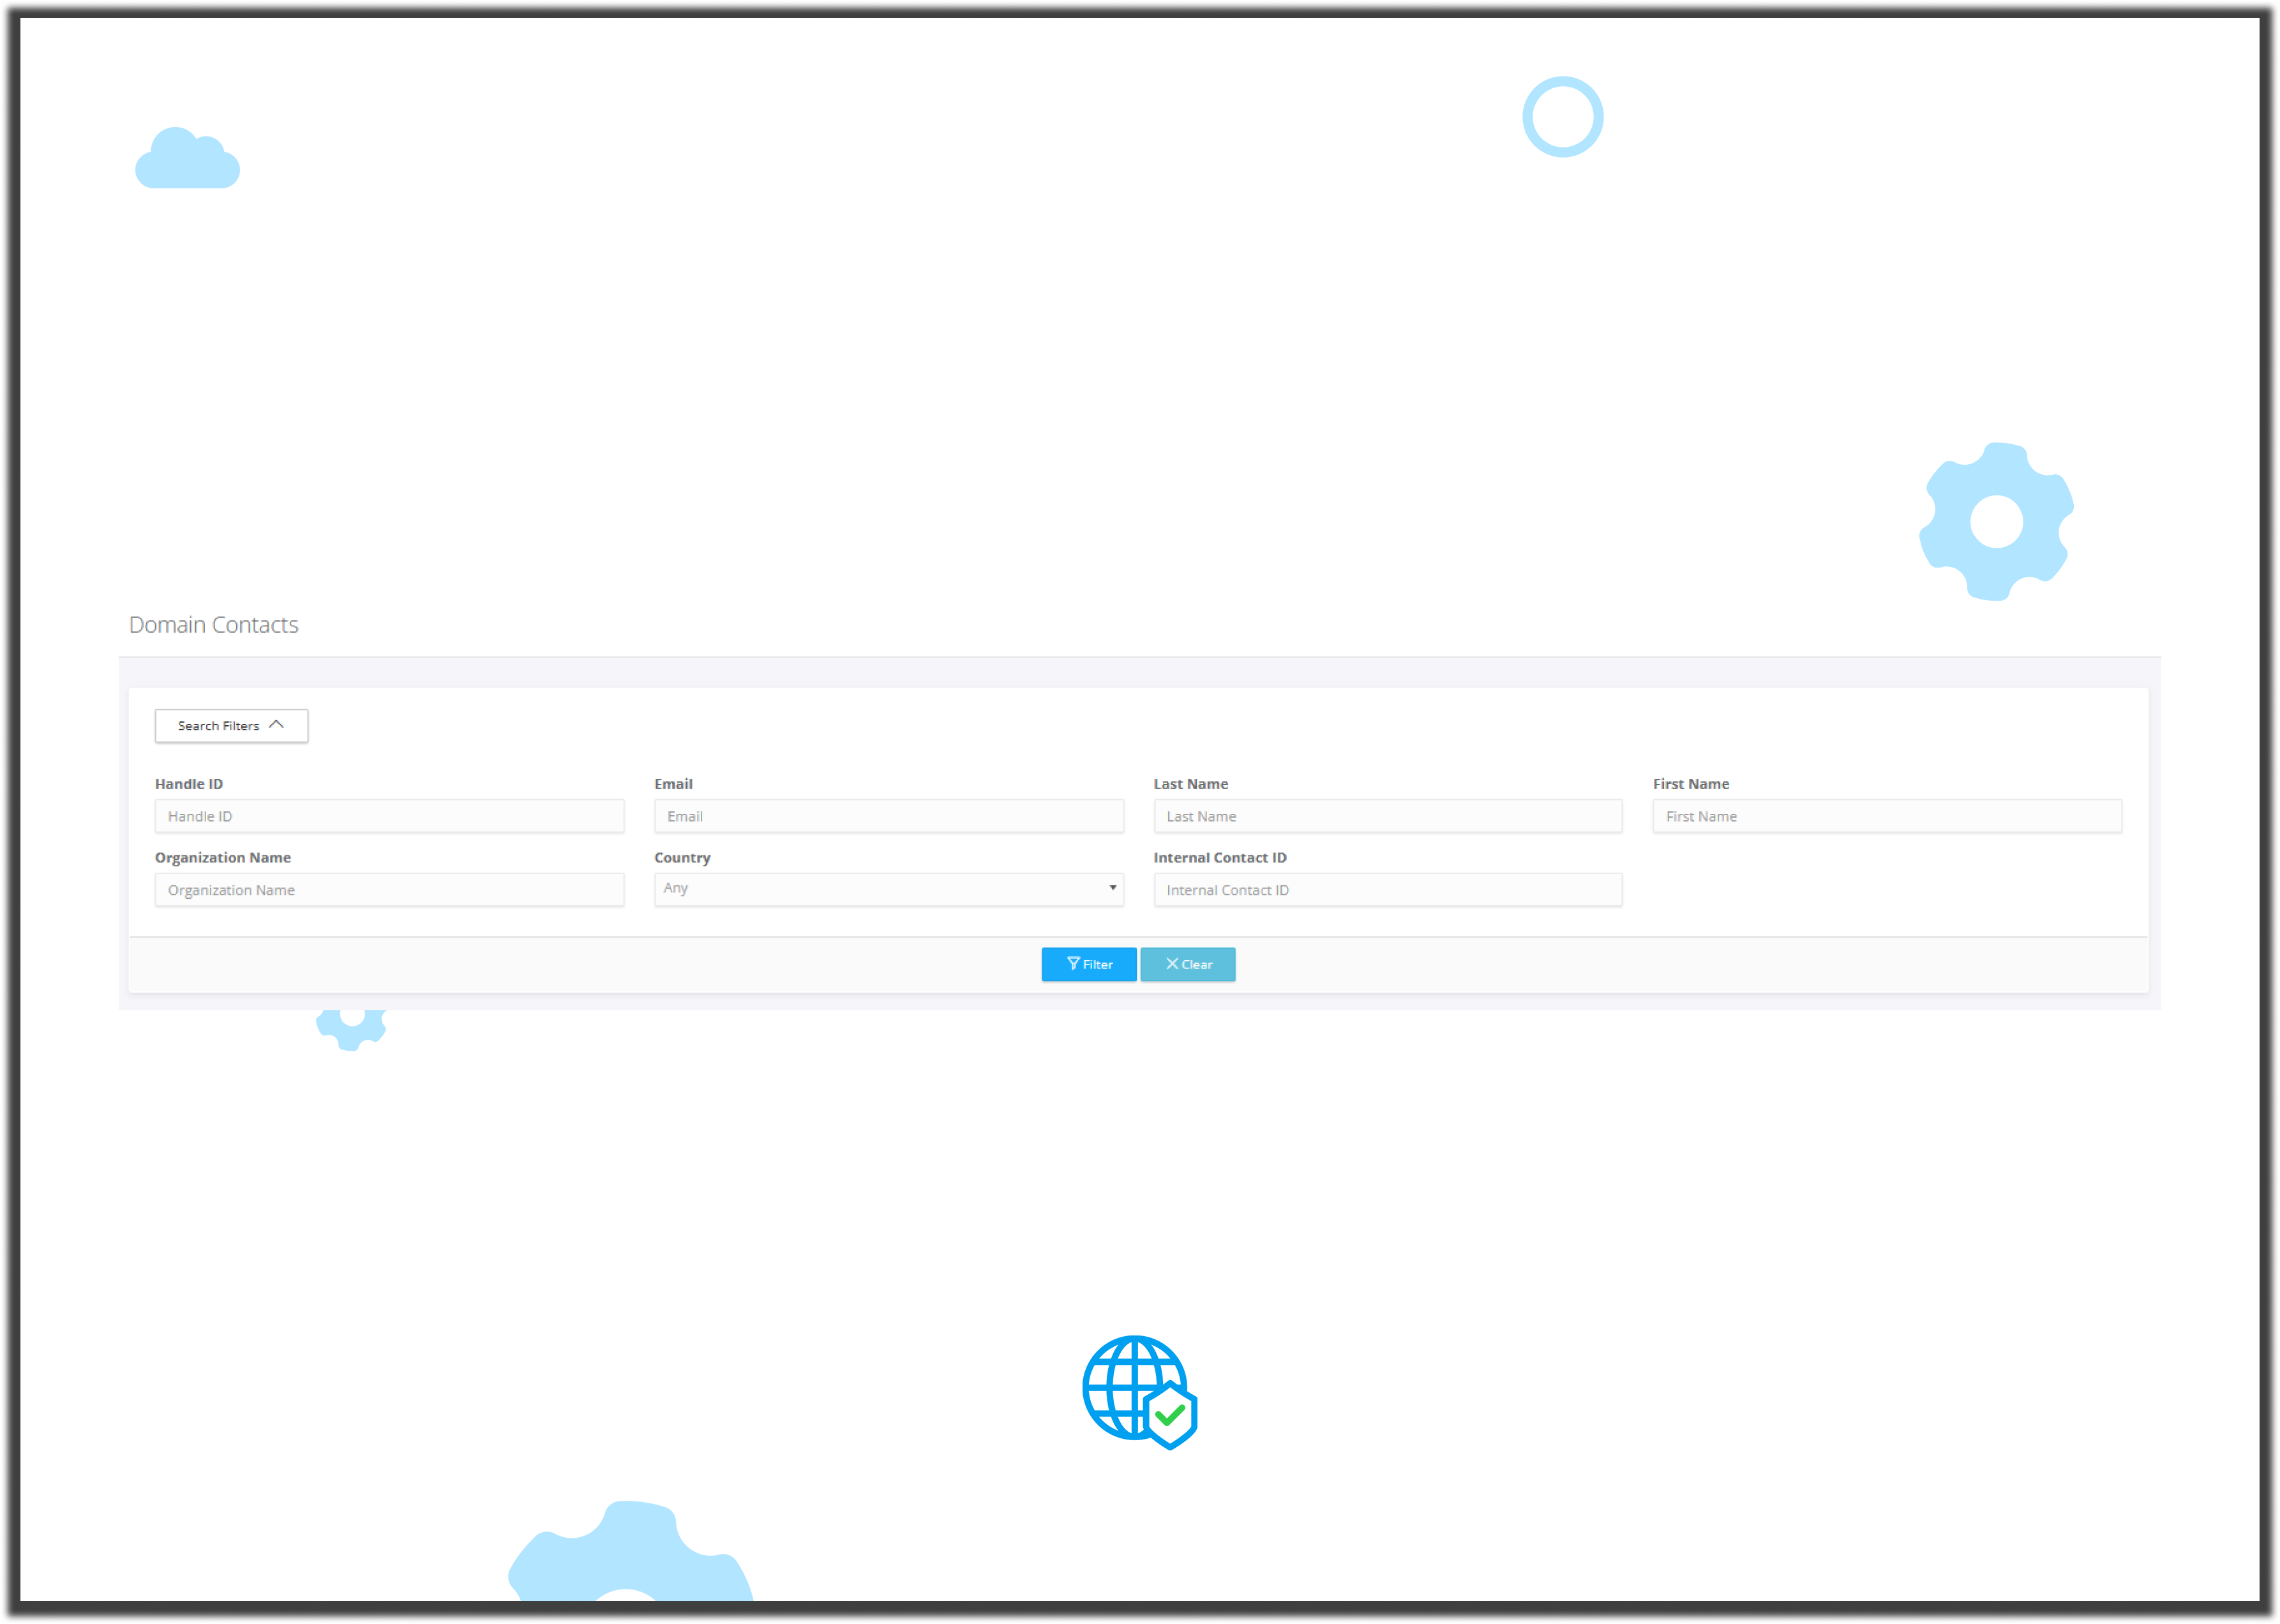 Domain Contacts
Search Filters
Handle ID Email Last Name First Name
Handle ID Email Last Name First Name
Organization Name Country Internal Contact ID
Organization Name Any Internal Contact ID
Filter Clear